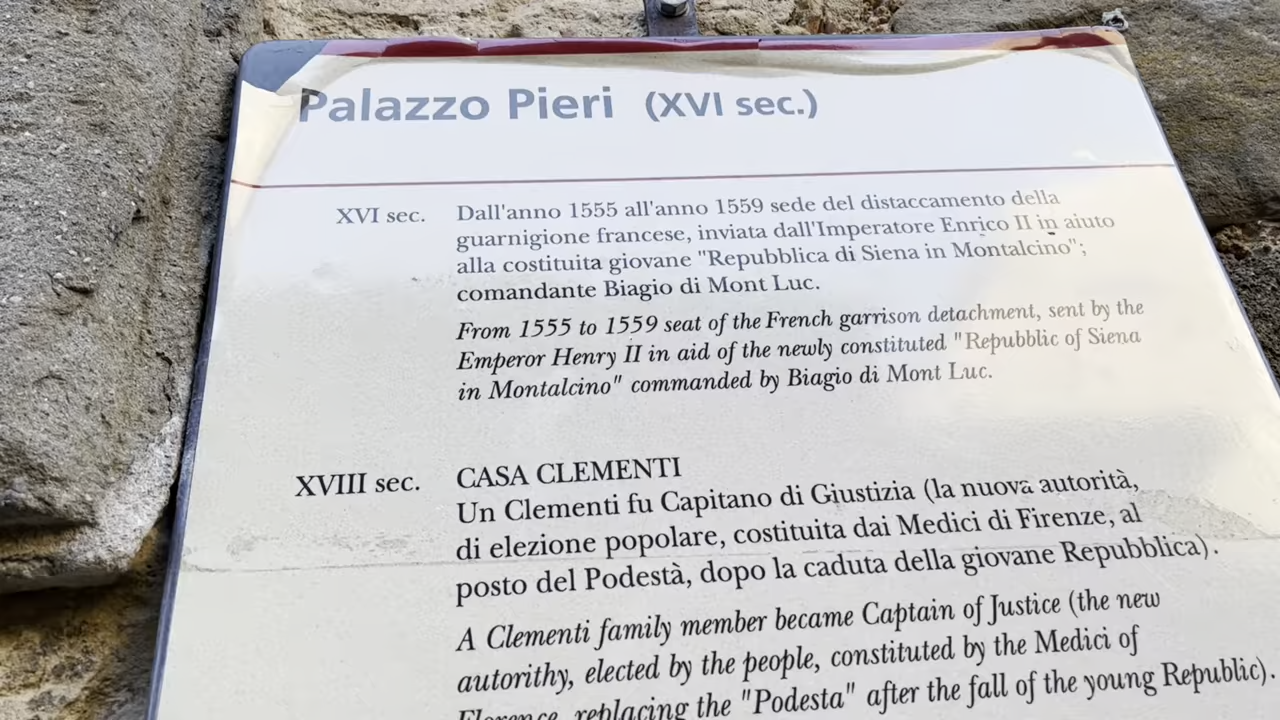 Palazzo Pieri (XVI sec.)
XVI sec. Dall'anno 1555 all'anno 1559 sede del distaccamento della
guarnigione francese, inviata dall'Imperatore Enrico II in aiuto
alla costituita giovane "Repubblica di Siena in Montalcino";
comandante Biagio di Mont Luc.
From 1555 to 1559 seat of the French garrison detachment, sent by the
Emperor Henry II in aid of the newly constituted "Repubblic of Siena
in Montalcino" commanded by Biagio di Mont Luc.
XVIII sec. CASA CLEMENTI
Un Clementi fu Capitano di Giustizia (la nuova autorità,
di elezione popolare, costituita dai Medici di Firenze, al
posto del Podestà, dopo la caduta della giovane Repubblica).
A Clementi family member became Captain of Justice (the new
autorithy, elected by the people, constituted by the Medici of
Florence, replacing the "Podesta" after the fall of the young Republic).